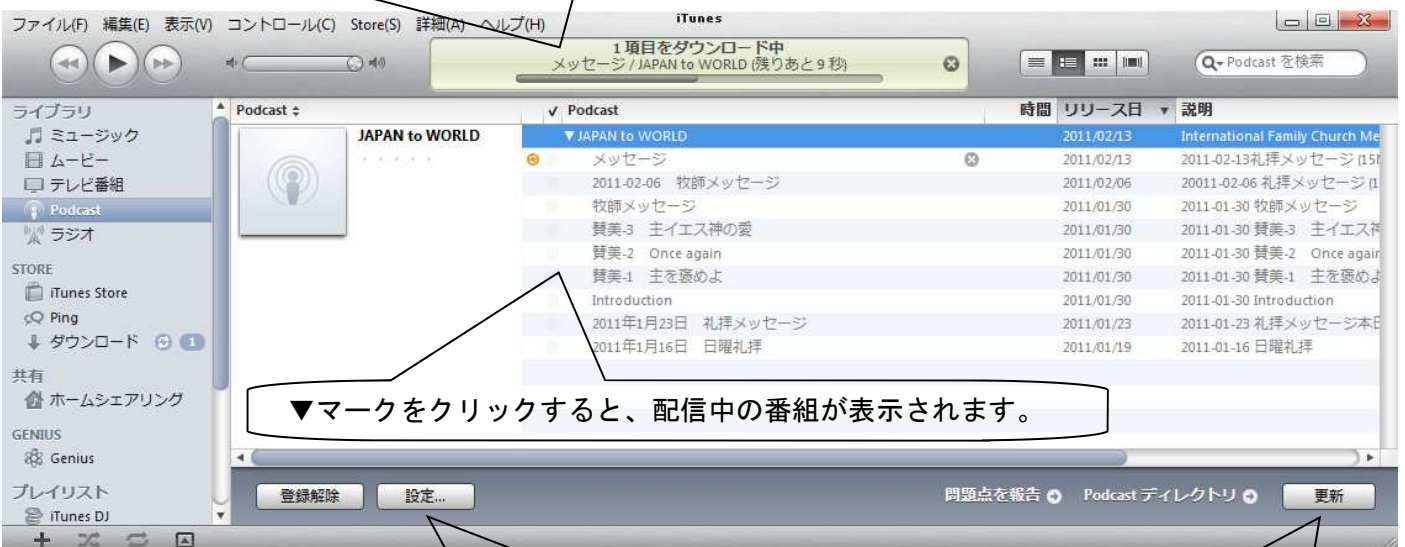 iTunes
ファイル(F) 編集(E) 表示(V) コントロール(C) Store(S) 詳細(A) ヘルプ(H)
1項目をダウンロード中
メッセージ / JAPAN to WORLD (残りあと9秒)
Podcast を検索
ライブラリ
ミュージック
ムービー
テレビ番組
Podcast
ラジオ
STORE
iTunes Store
Ping
ダウンロード 1
共有
ホームシェアリング
GENIUS
Genius
プレイリスト
iTunes DJ
Podcast
JAPAN to WORLD
✓ Podcast 時間 リリース日 ▼ 説明
▼ JAPAN to WORLD 2011/02/13 International Family Church Me
メッセージ 2011/02/13 2011-02-13礼拝メッセージ (15
2011-02-06 牧師メッセージ 2011/02/06 20011-02-06 礼拝メッセージ (1
牧師メッセージ 2011/01/30 2011-01-30 牧師メッセージ
賛美-3 主イエス神の愛 2011/01/30 2011-01-30 賛美-3 主イエス神
賛美-2 Once again 2011/01/30 2011-01-30 賛美-2 Once again
賛美-1 主を褒めよ 2011/01/30 2011-01-30 賛美-1 主を褒めよ
Introduction 2011/01/30 2011-01-30 Introduction
2011年1月23日 礼拝メッセージ 2011/01/23 2011-01-23 礼拝メッセージ本日
2011年1月16日 日曜礼拝 2011/01/19 2011-01-16 日曜礼拝
▼マークをクリックすると、配信中の番組が表示されます。
登録解除 設定... 問題点を報告 Podcast ディレクトリ 更新